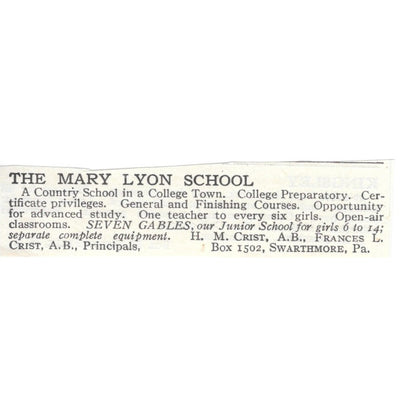 THE MARY LYON SCHOOL
A Country School in a College Town. College Preparatory. Cer-
tificate privileges. General and Finishing Courses. Opportunity
for advanced study. One teacher to every six girls. Open-air
classrooms. SEVEN GABLES, our Junior School for girls 6 to 14;
separate complete equipment. H. M. CRIST, A.B., FRANCES L.
CRIST, A.B., Principals, Box 1502, SWARTHMORE, Pa.